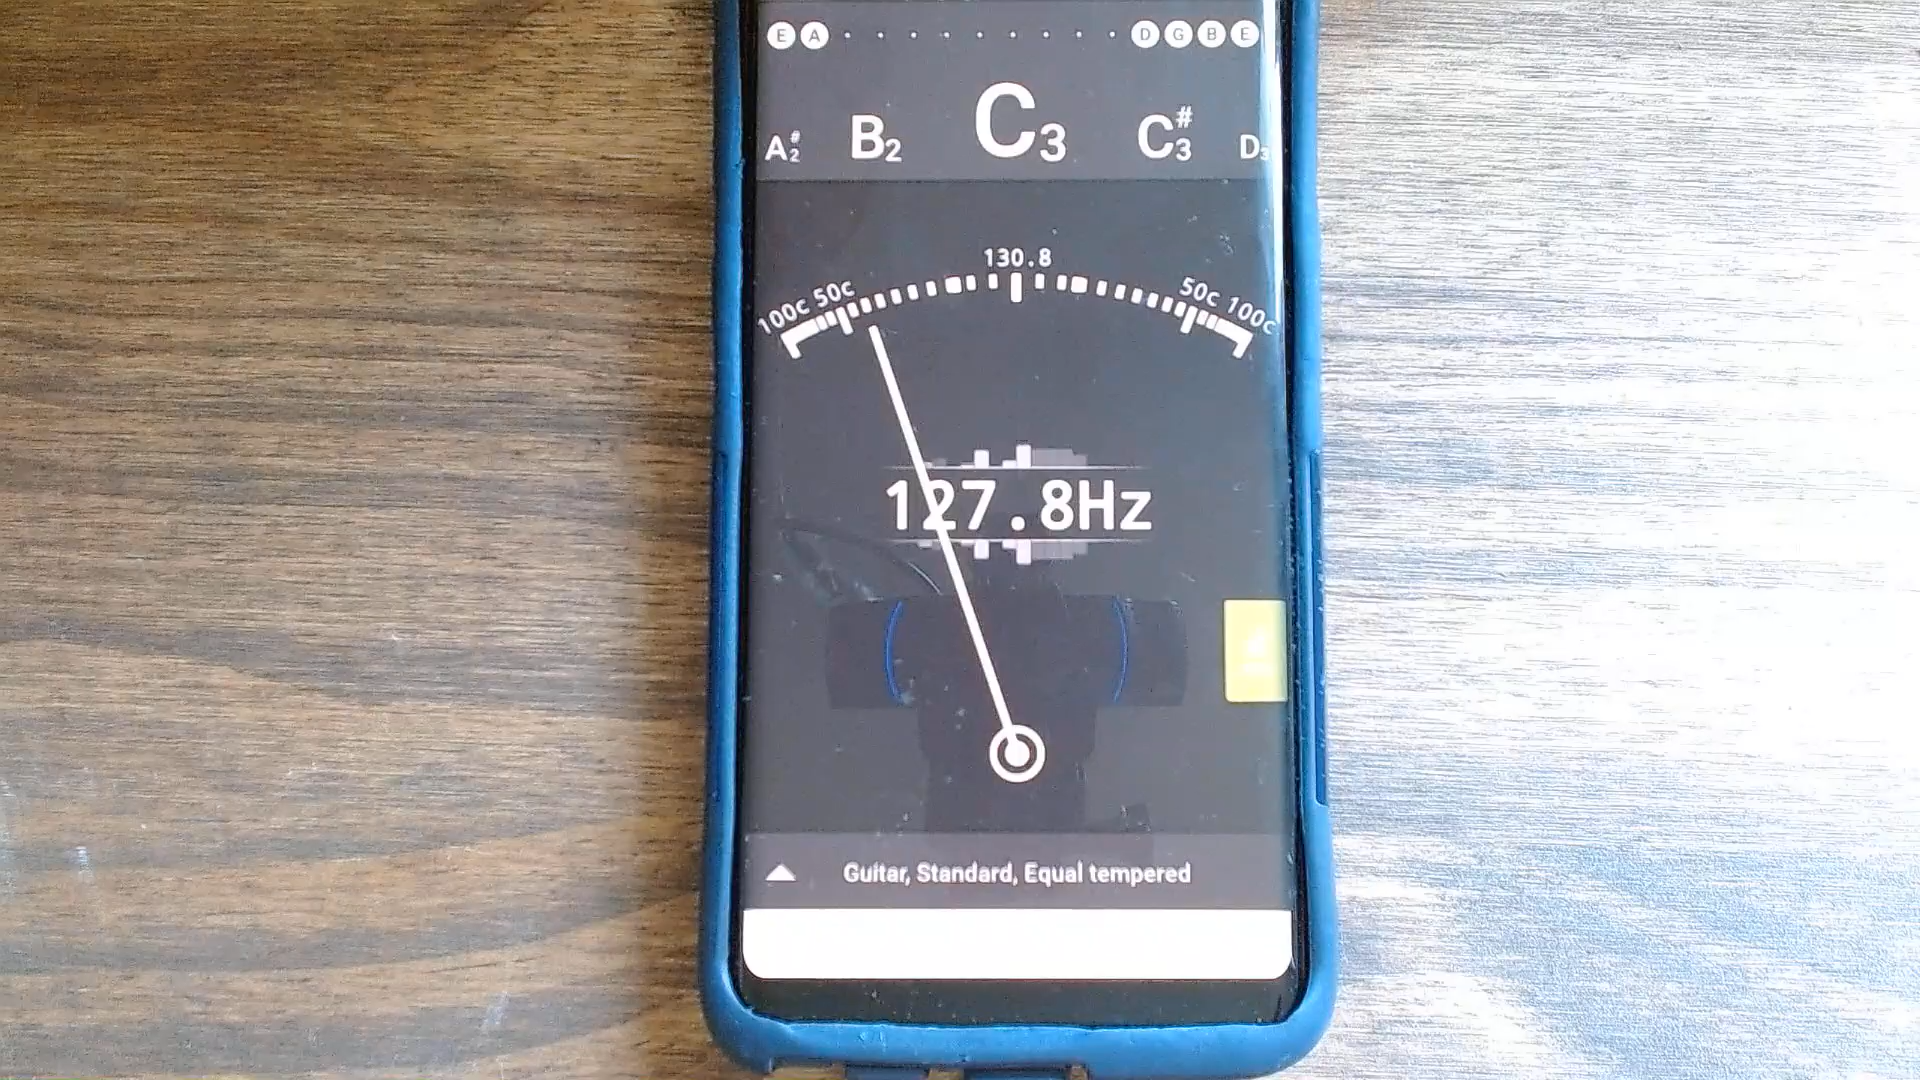 E A D G B E
A#2 B2 C3 C#3 D3
130.8
100c 50c 50c 100c
127.8Hz
Guitar, Standard, Equal tempered